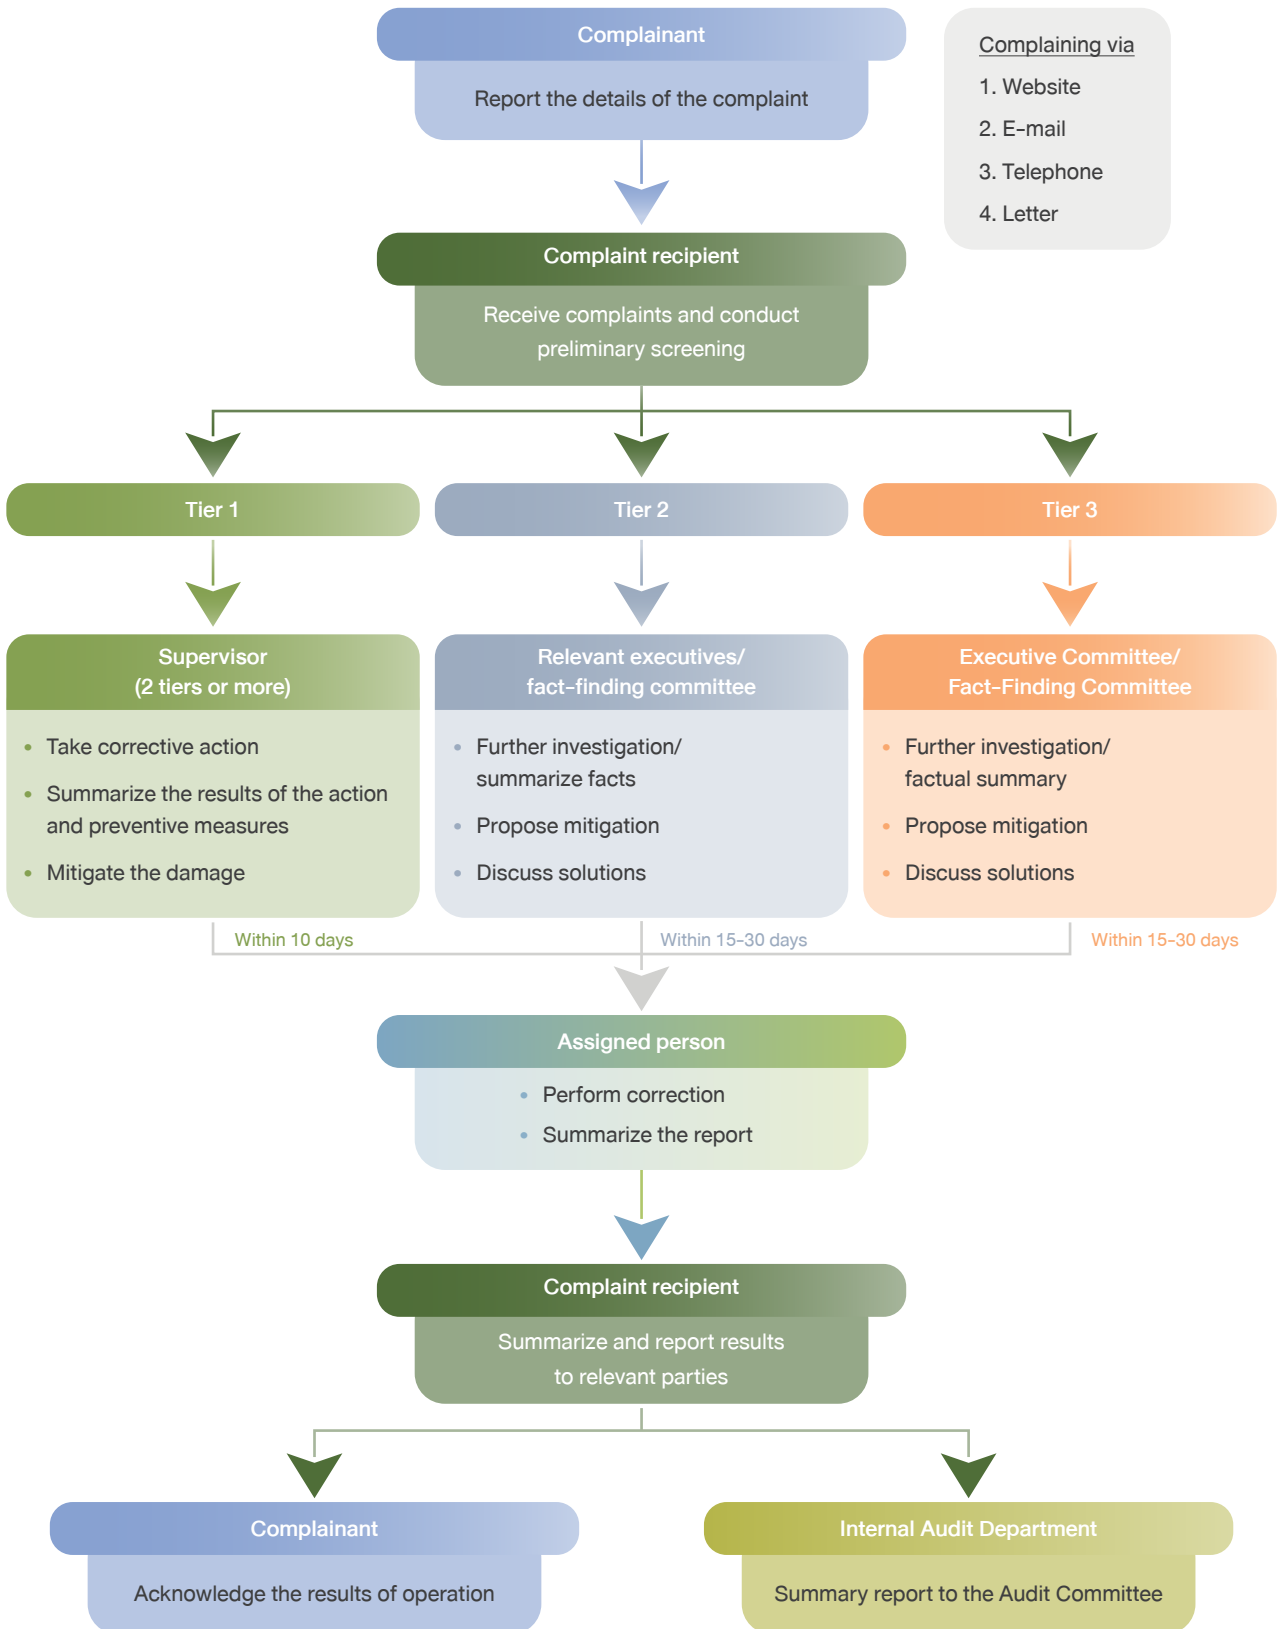 Complainant
Report the details of the complaint
Complaining via
1. Website
2. E-mail
3. Telephone
4. Letter
Complaint recipient
Receive complaints and conduct
preliminary screening
Tier 1
Tier 2
Tier 3
Supervisor
(2 tiers or more)
• Take corrective action
• Summarize the results of the action
and preventive measures
• Mitigate the damage
Within 10 days
Relevant executives/
fact-finding committee
• Further investigation/
summarize facts
• Propose mitigation
• Discuss solutions
Within 15-30 days
Executive Committee/
Fact-Finding Committee
• Further investigation/
factual summary
• Propose mitigation
• Discuss solutions
Within 15-30 days
Assigned person
• Perform correction
• Summarize the report
Complaint recipient
Summarize and report results
to relevant parties
Complainant
Acknowledge the results of operation
Internal Audit Department
Summary report to the Audit Committee